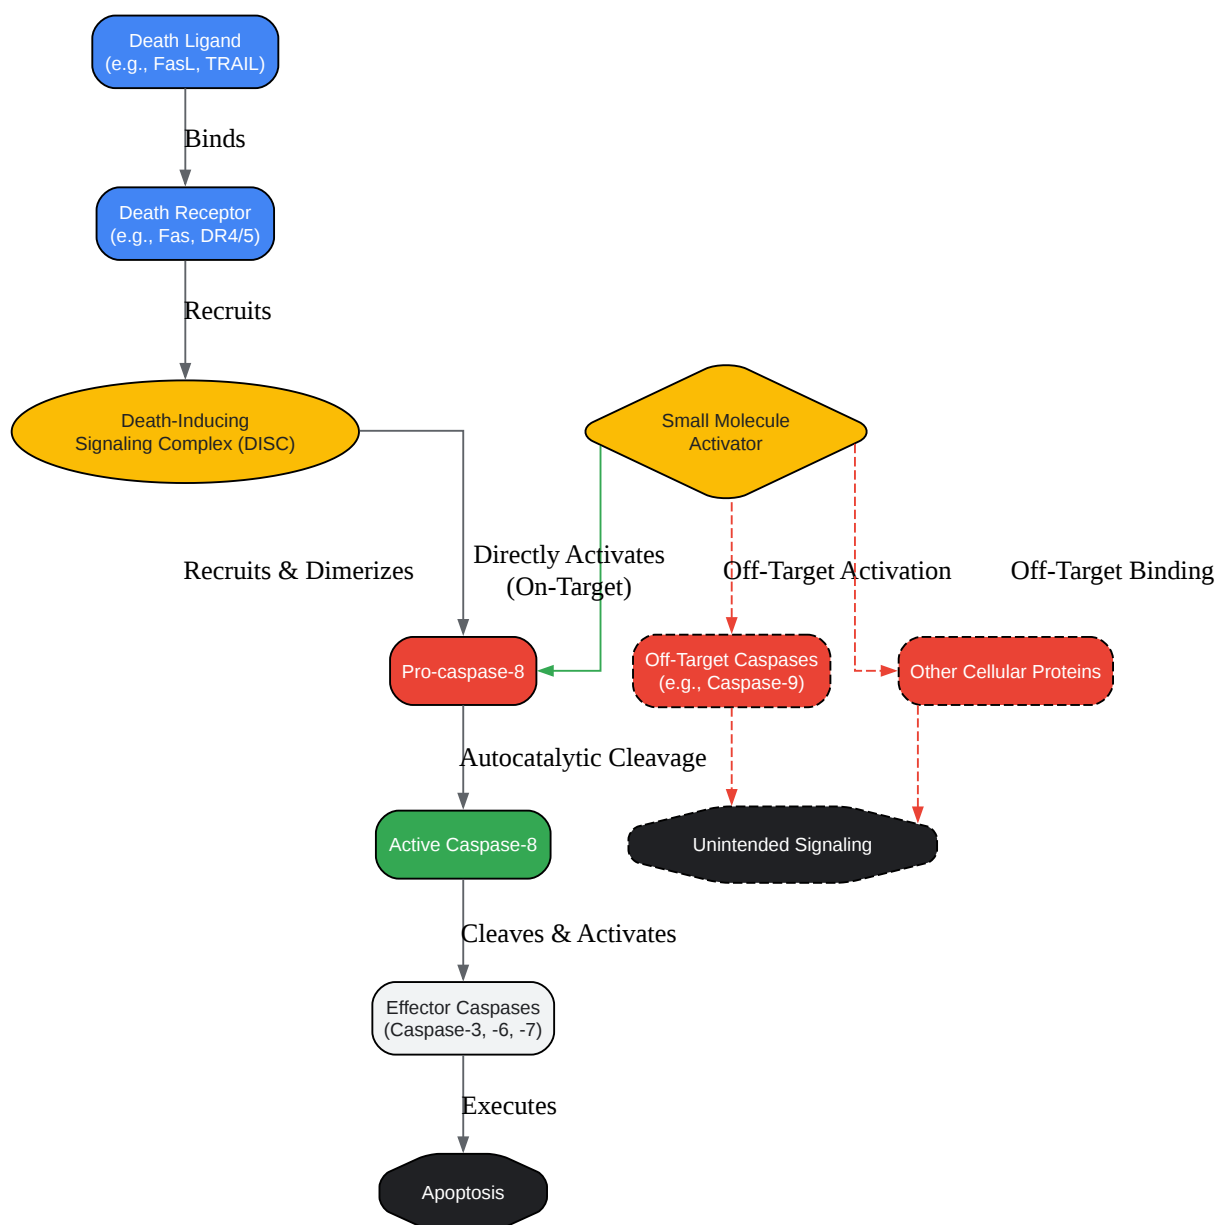 Death Ligand
(e.g., FasL, TRAIL)
Binds
Death Receptor
(e.g., Fas, DR4/5)
Recruits
Death-Inducing
Signaling Complex (DISC)
Small Molecule
Activator
Recruits & Dimerizes
Directly Activates
(On-Target)
Off-Target Activation
Off-Target Binding
Pro-caspase-8
Off-Target Caspases
(e.g., Caspase-9)
Other Cellular Proteins
Autocatalytic Cleavage
Active Caspase-8
Unintended Signaling
Cleaves & Activates
Effector Caspases
(Caspase-3, -6, -7)
Executes
Apoptosis